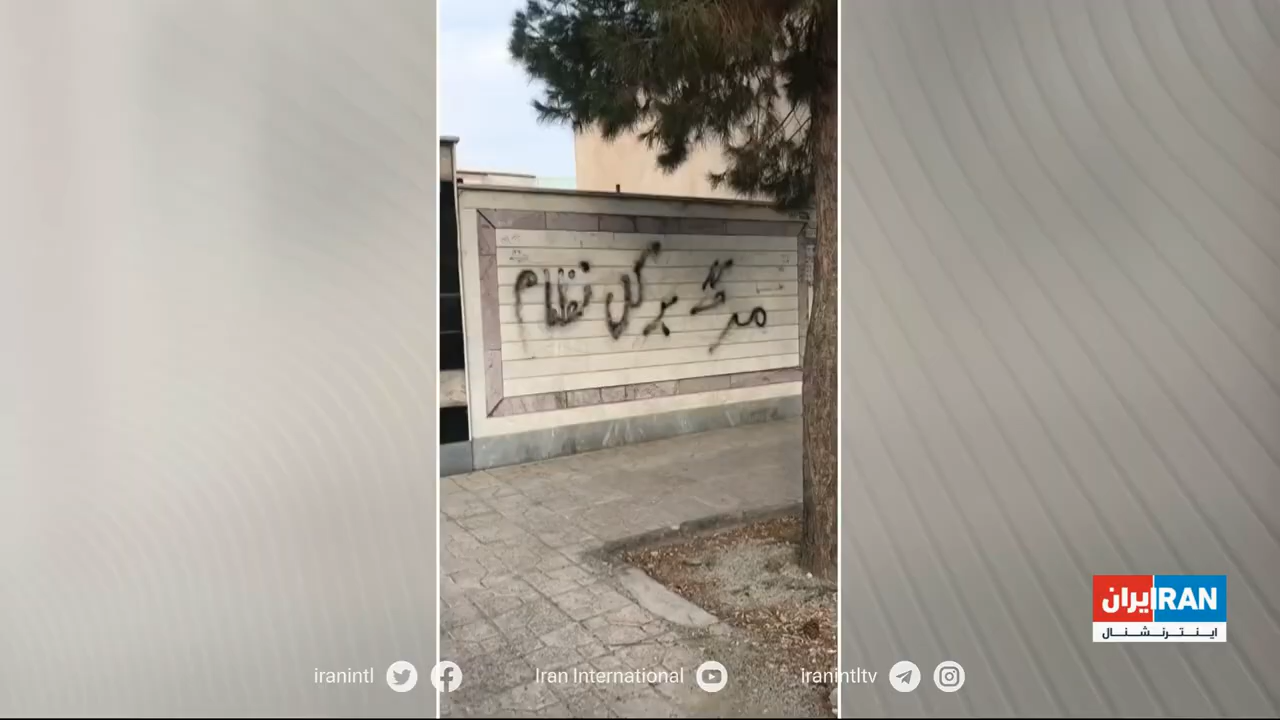 مرگ بر کل نظام
ایران IRAN
اینترنشنال
iranintl
Iran International
iranintltv